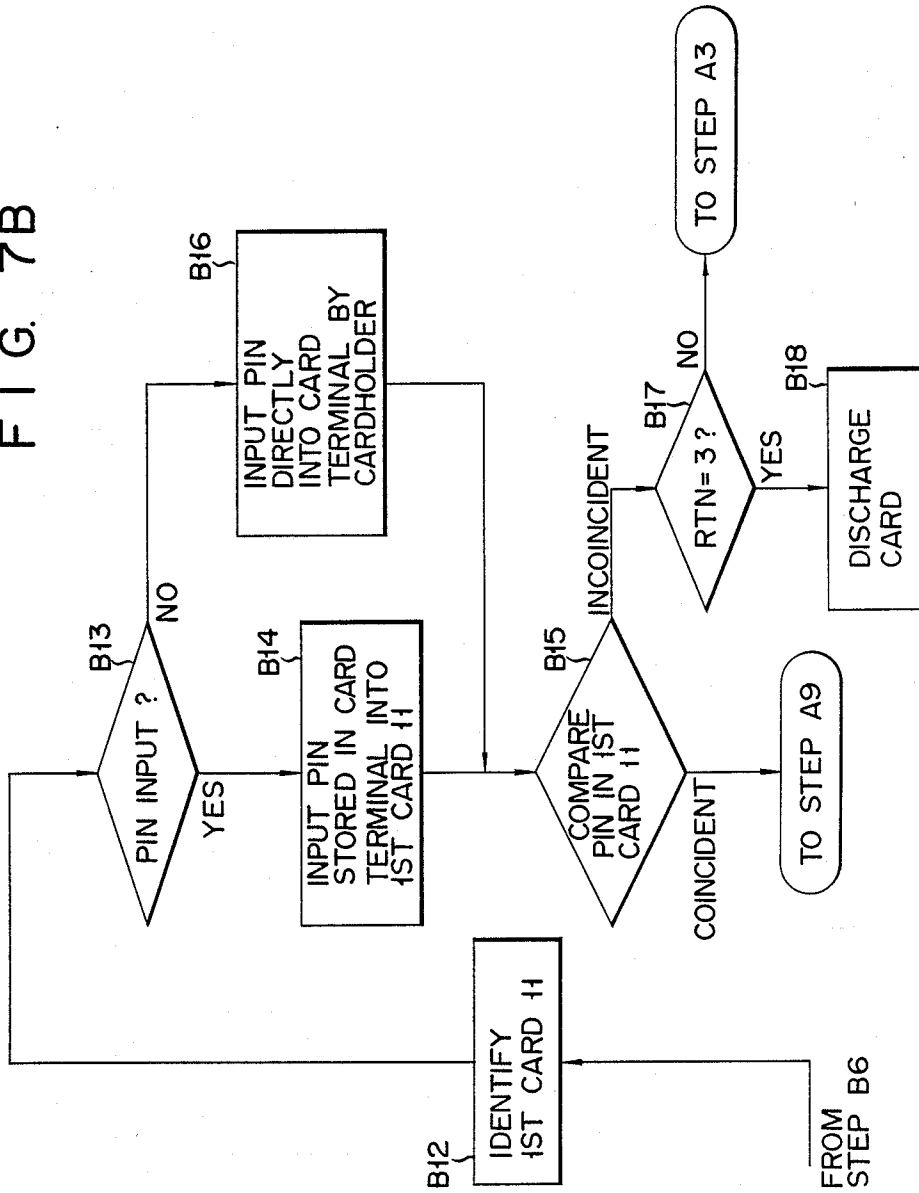 FIG. 7B
FROM
STEP B6
B12
IDENTIFY
1ST CARD 11
B13
PIN INPUT ?
YES
NO
B14
INPUT PIN
STORED IN CARD
TERMINAL INTO
1ST CARD 11
B16
INPUT PIN
DIRECTLY
INTO CARD
TERMINAL BY
CARDHOLDER
B15
COMPARE
PIN IN 1ST
CARD 11
COINCIDENT
INCOINCIDENT
TO STEP A9
B17
RTN=3?
NO
YES
TO STEP A3
B18
DISCHARGE
CARD